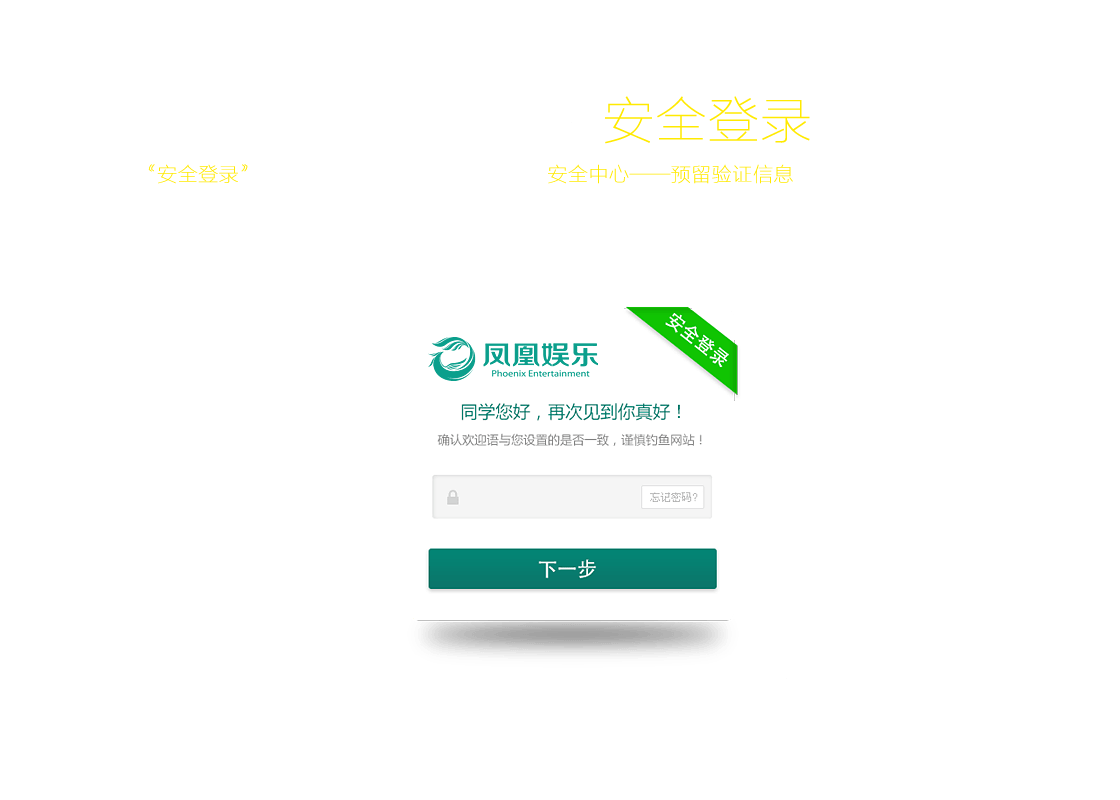 安全登录
“安全登录” 安全中心——预留验证信息
安全登录
凤凰娱乐
Phoenix Entertainment
同学您好，再次见到你真好！
确认欢迎语与您设置的是否一致，谨慎钓鱼网站！
忘记密码?
下一步